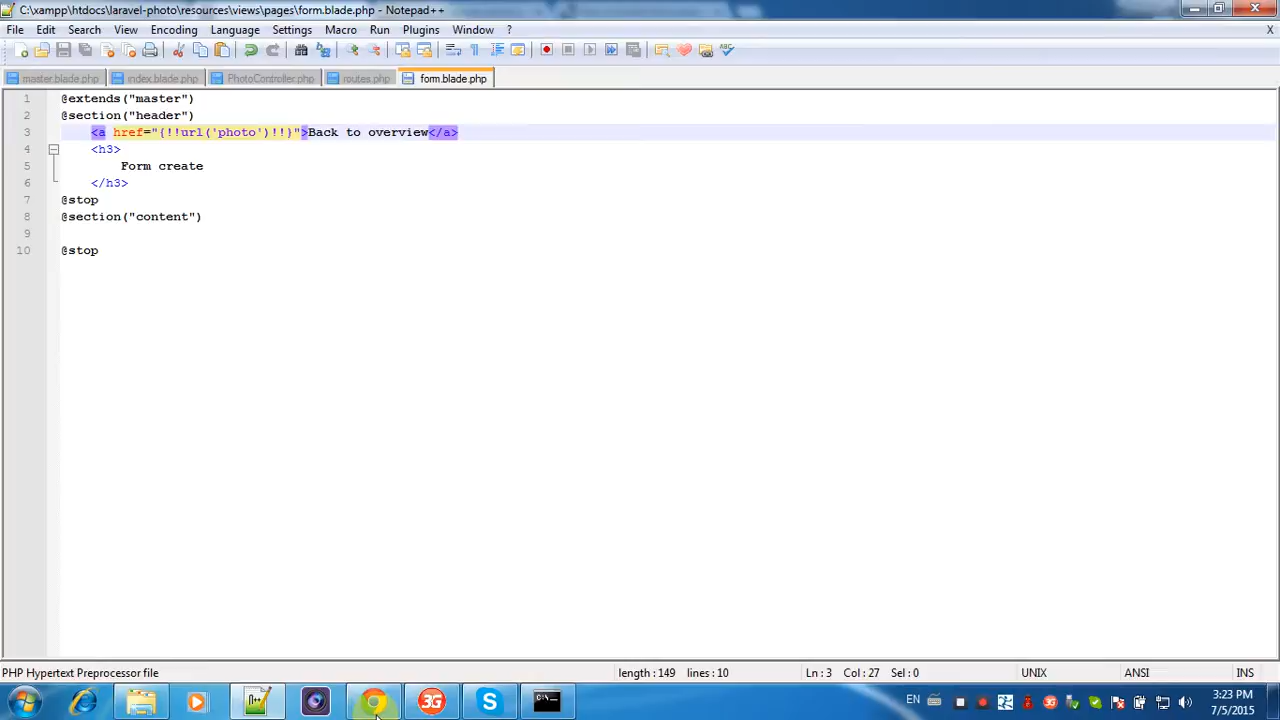 C:\xampp\htdocs\laravel-photo\resources\views\pages\form.blade.php - Notepad++
File Edit Search View Encoding Language Settings Macro Run Plugins Window ? X
master.blade.php index.blade.php PhotoController.php routes.php form.blade.php
1 @extends("master")
2 @section("header")
3 <a href="{!!url('photo')!!}">Back to overview</a>
4 <h3>
5 Form create
6 </h3>
7 @stop
8 @section("content")
9
10 @stop
PHP Hypertext Preprocessor file length : 149 lines : 10 Ln : 3 Col : 27 Sel : 0 UNIX ANSI INS
3G EN 3G 3:23 PM
7/5/2015